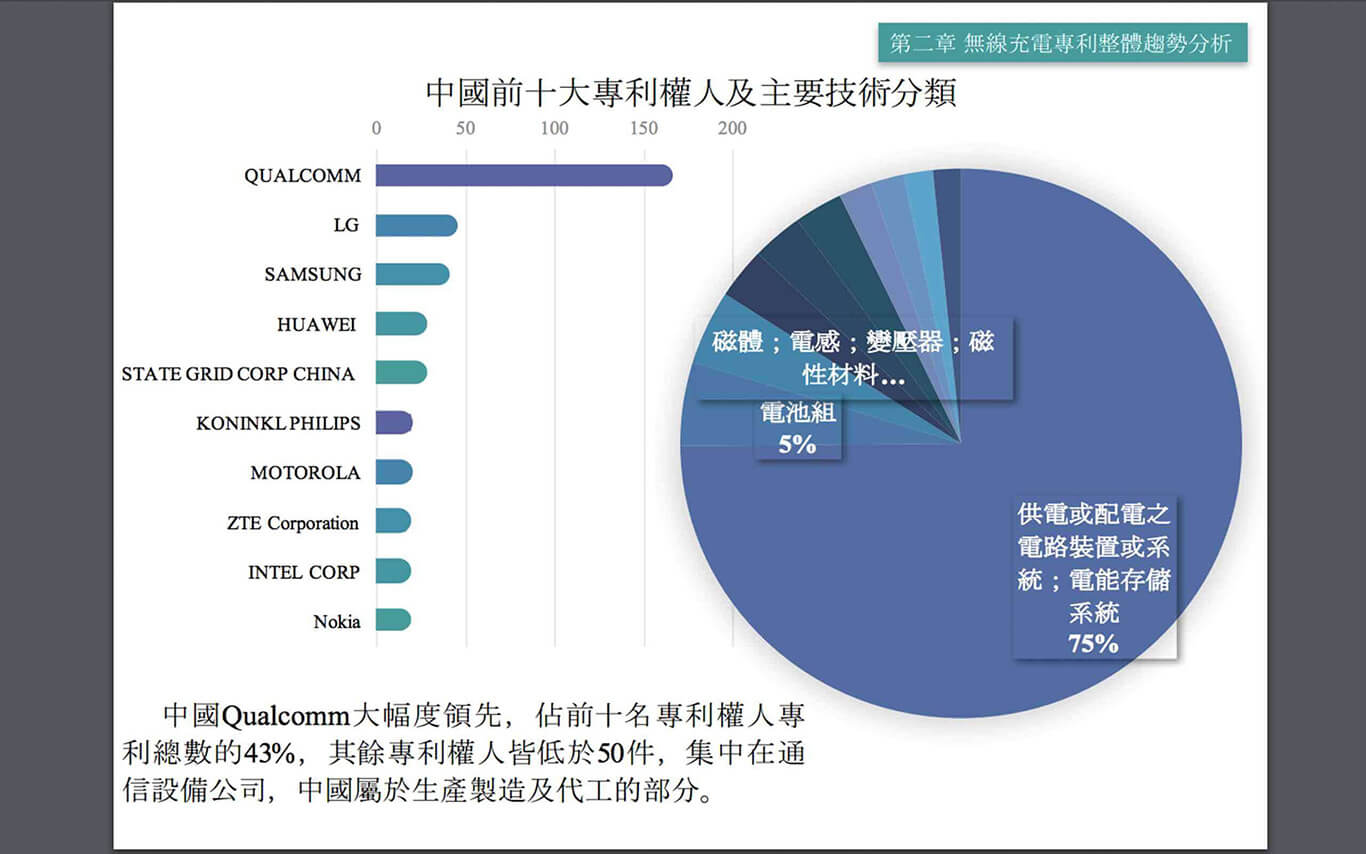 第二章 無線充電專利整體趨勢分析
中國前十大專利權人及主要技術分類
0 50 100 150 200
QUALCOMM
LG
SAMSUNG
HUAWEI
STATE GRID CORP CHINA
KONINKL PHILIPS
MOTOROLA
ZTE Corporation
INTEL CORP
Nokia
磁體；電感；變壓器；磁
性材料...
電池組
5%
供電或配電之
電路裝置或系
統；電能存儲
系統
75%
中國Qualcomm大幅度領先，佔前十名專利權人專
利總數的43%，其餘專利權人皆低於50件，集中在通
信設備公司，中國屬於生產製造及代工的部分。